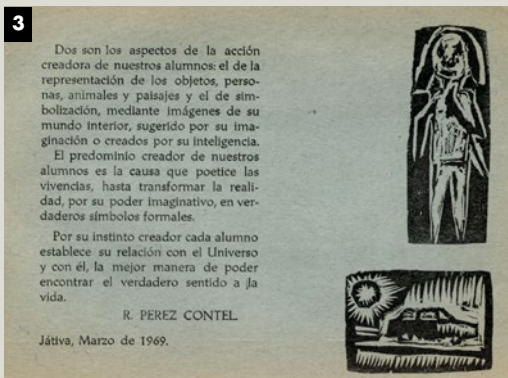 3
Dos son los aspectos de la acción
creadora de nuestros alumnos: el de la
representación de los objetos, perso-
nas, animales y paisajes y el de sim-
bolización, mediante imágenes de su
mundo interior, sugerido por su ima-
ginación o creados por su inteligencia.
El predominio creador de nuestros
alumnos es la causa que poetice las
vivencias, hasta transformar la reali-
dad, por su poder imaginativo, en ver-
daderos símbolos formales.
Por su instinto creador cada alumno
establece su relación con el Universo
y con él, la mejor manera de poder
encontrar el verdadero sentido a la
vida.
R. PEREZ CONTEL
Játiva, Marzo de 1969.